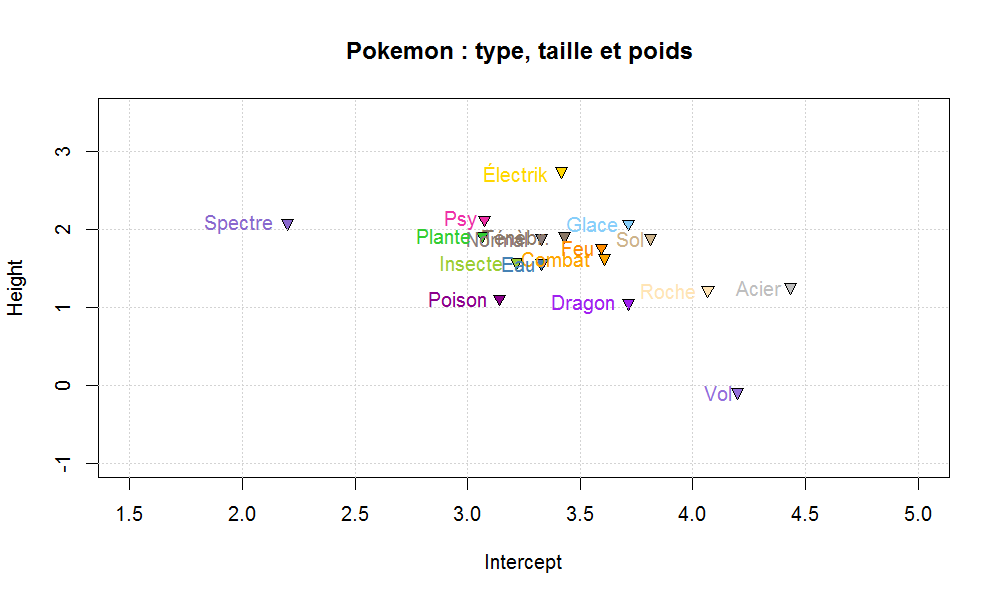 Pokemon : type, taille et poids
Height
3
2
1
0
-1
Électrik
Psy
Spectre
Glace
Plante
Normal
Ténèb..
Sol
Feu
Combat
Insecte
Eau
Poison
Dragon
Roche
Acier
Vol
1.5 2.0 2.5 3.0 3.5 4.0 4.5 5.0
Intercept